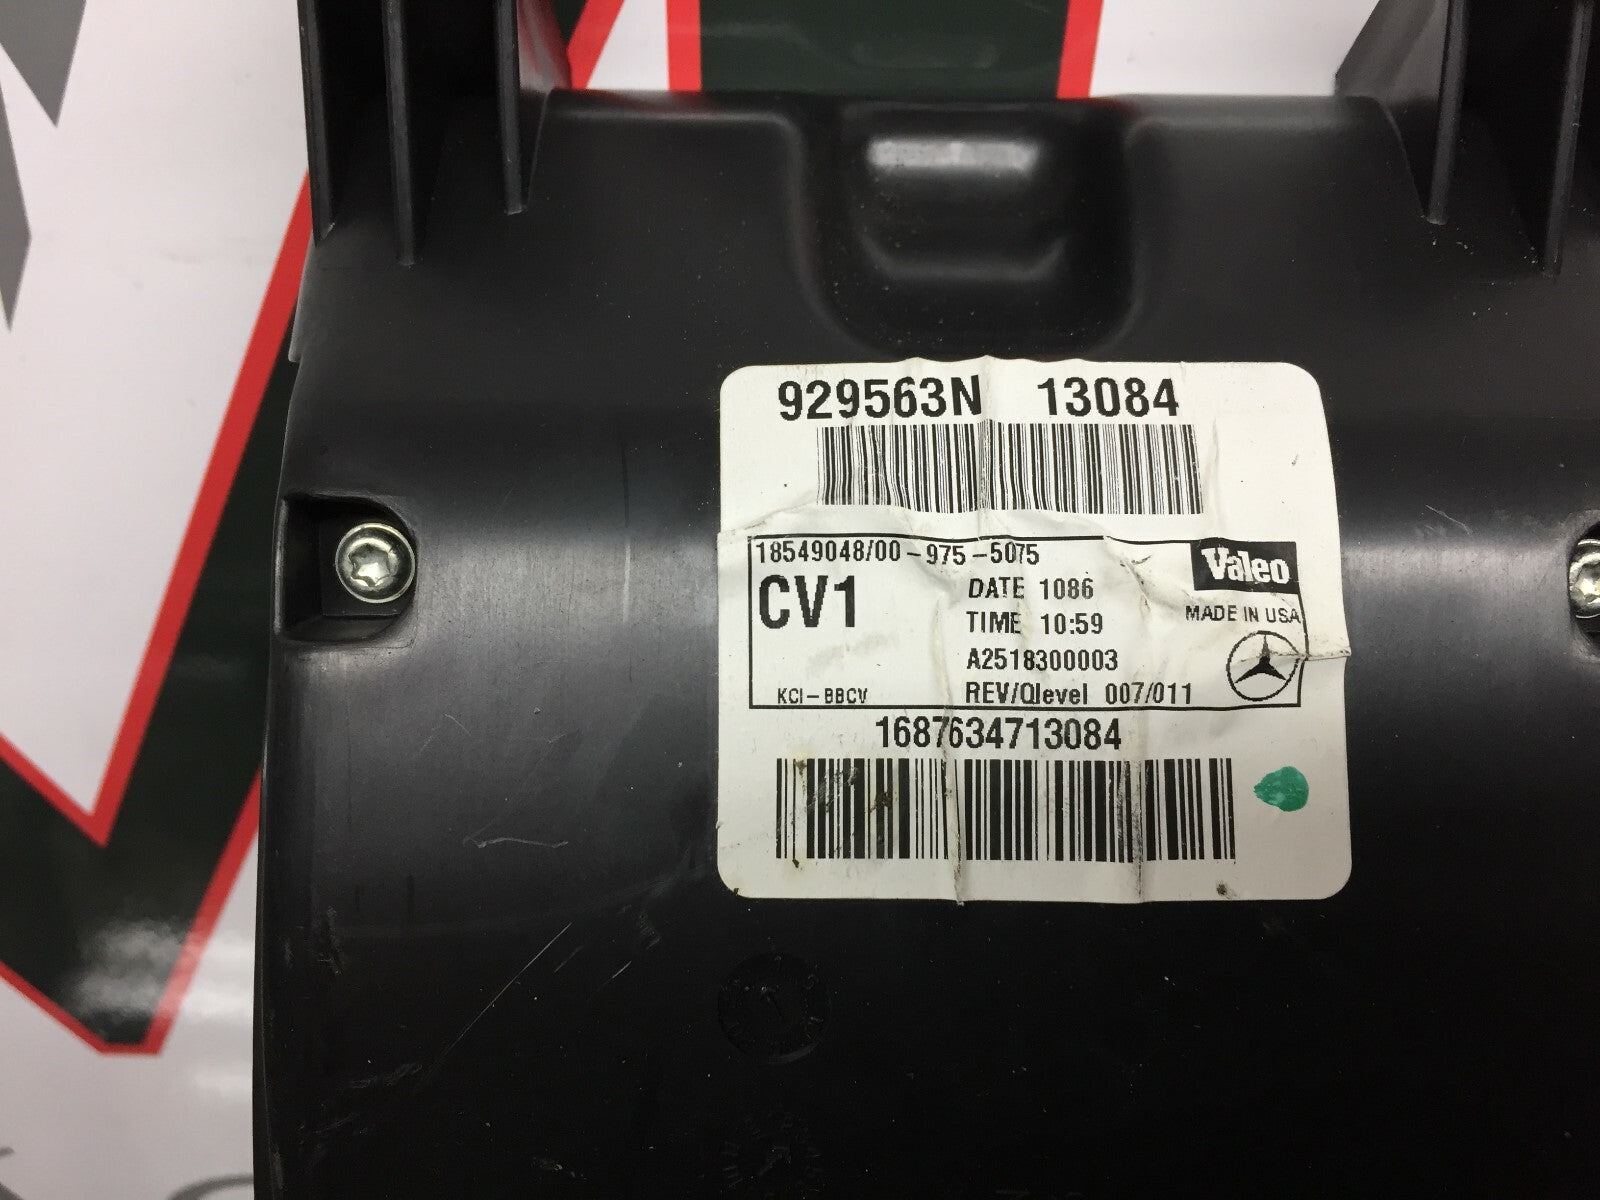 929563N 13084
18549048/00-975-5075
Valeo
CV1
DATE 1086
MADE IN USA
TIME 10:59
A2518300003
KCI-BBCV
REV/Qlevel 007/011
1687634713084